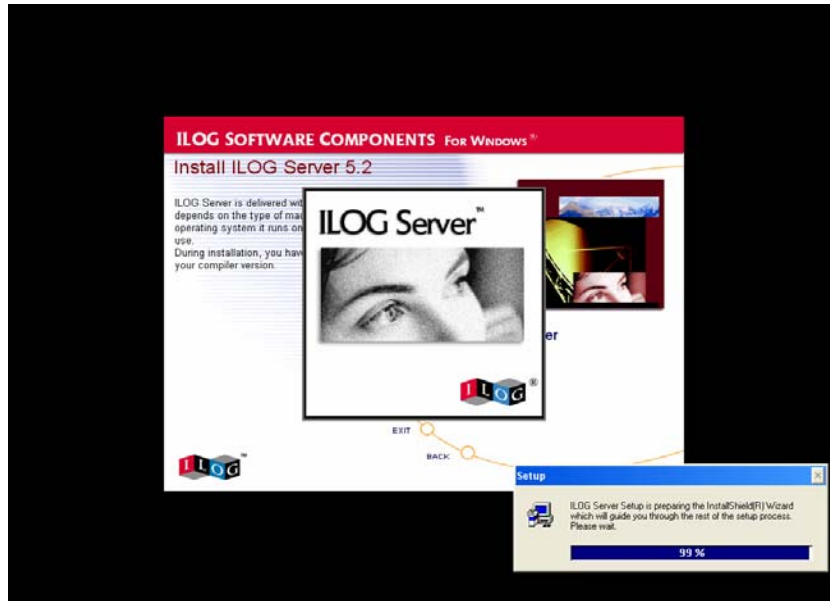 ILOG SOFTWARE COMPONENTS FOR WINDOWS®
Install ILOG Server 5.2
ILOG Server is delivered
depends on the type of
operating system it runs on
use.
During installation, you have
your compiler version.
ILOG Server™
ILOG®
er
EXIT
BACK
ILOG™
Setup
ILOG Server Setup is preparing the InstallShield(R) Wizard
which will guide you through the rest of the setup process.
Please wait.
99 %